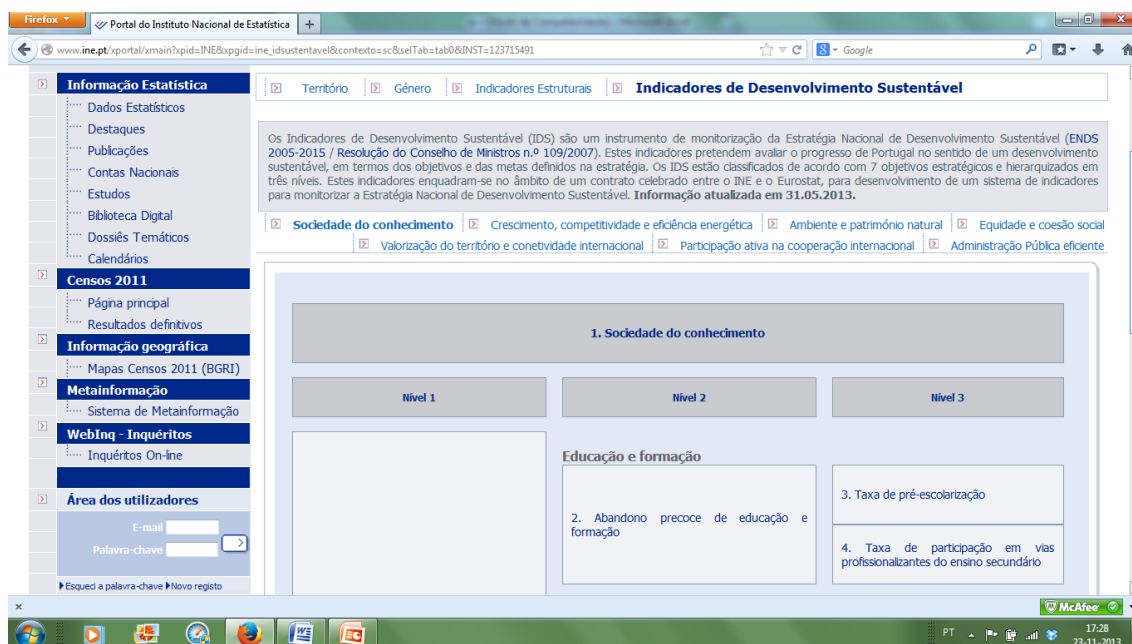 Firefox
Portal do Instituto Nacional de Estatística
www.ine.pt/xportal/xmain?xpid=INE&xpgid=ine_idsustentavel&contexto=sc&selTab=tab0&INST=123715491
Google
Informação Estatística
Dados Estatísticos
Destaques
Publicações
Contas Nacionais
Estudos
Biblioteca Digital
Dossiês Temáticos
Calendários
Censos 2011
Página principal
Resultados definitivos
Informação geográfica
Mapas Censos 2011 (BGRI)
Metainformação
Sistema de Metainformação
WebInq - Inquéritos
Inquéritos On-line
Área dos utilizadores
E-mail
Palavra-chave
Esqueci a palavra-chave Novo registo
Território Género Indicadores Estruturais Indicadores de Desenvolvimento Sustentável
Os Indicadores de Desenvolvimento Sustentável (IDS) são um instrumento de monitorização da Estratégia Nacional de Desenvolvimento Sustentável (ENDS
2005-2015 / Resolução do Conselho de Ministros n.º 109/2007). Estes indicadores pretendem avaliar o progresso de Portugal no sentido de um desenvolvimento
sustentável, em termos dos objetivos e das metas definidos na estratégia. Os IDS estão classificados de acordo com 7 objetivos estratégicos e hierarquizados em
três níveis. Estes indicadores enquadram-se no âmbito de um contrato celebrado entre o INE e o Eurostat, para desenvolvimento de um sistema de indicadores
para monitorizar a Estratégia Nacional de Desenvolvimento Sustentável. Informação atualizada em 31.05.2013.
Sociedade do conhecimento Crescimento, competitividade e eficiência energética Ambiente e património natural Equidade e coesão social
Valorização do território e conetividade internacional Participação ativa na cooperação internacional Administração Pública eficiente
1. Sociedade do conhecimento
Nível 1 Nível 2 Nível 3
Educação e formação
2. Abandono precoce de educação e
formação
3. Taxa de pré-escolarização
4. Taxa de participação em vias
profissionalizantes do ensino secundário
McAfee
PT
17:28
23-11-2013